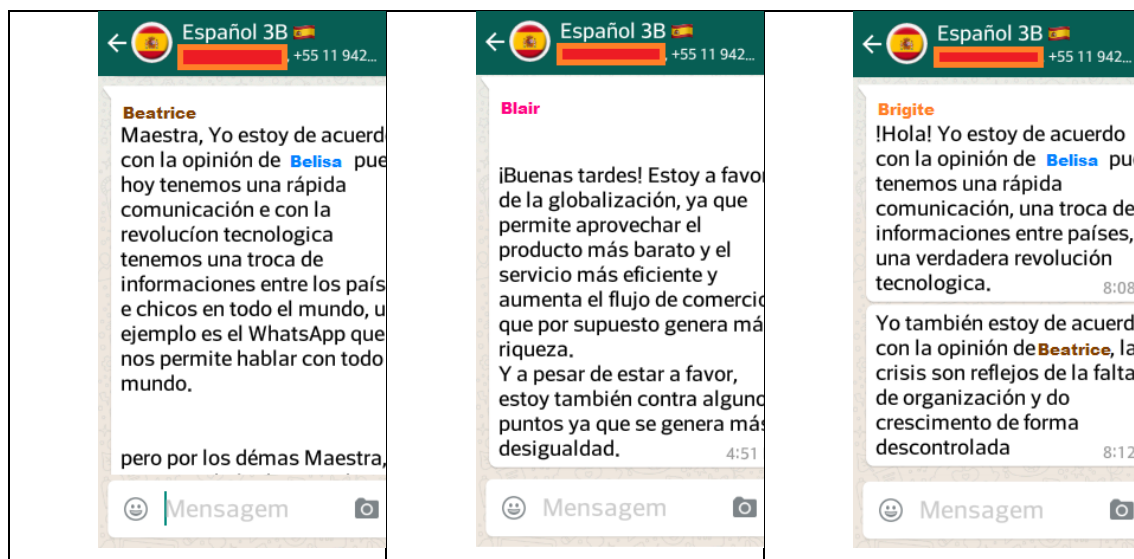 Español 3B
, +55 11 942...
Beatrice
Maestra, Yo estoy de acuerd
con la opinión de Belisa pue
hoy tenemos una rápida
comunicación e con la
revolucíon tecnologica
tenemos una troca de
informaciones entre los país
e chicos en todo el mundo, u
ejemplo es el WhatsApp que
nos permite hablar con todo
mundo.
pero por los démas Maestra,
Mensagem
Español 3B
, +55 11 942...
Blair
¡Buenas tardes! Estoy a favo
de la globalización, ya que
permite aprovechar el
producto más barato y el
servicio más eficiente y
aumenta el flujo de comercio
que por supuesto genera má
riqueza.
Y a pesar de estar a favor,
estoy también contra alguno
puntos ya que se genera más
desigualdad.
4:51
Mensagem
Español 3B
+55 11 942...
Brigite
!Hola! Yo estoy de acuerdo
con la opinión de Belisa pu
tenemos una rápida
comunicación, una troca de
informaciones entre países,
una verdadera revolución
tecnologica.
8:08
Yo también estoy de acuerd
con la opinión de Beatrice, la
crisis son reflejos de la falta
de organización y do
crescimento de forma
descontrolada
8:12
Mensagem